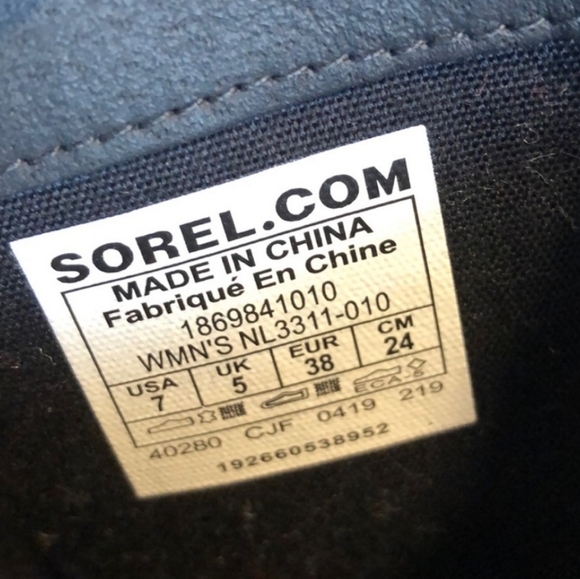 SOREL.COM
MADE IN CHINA
Fabriqué En Chine
1869841010
WMN'S NL3311-010
USA UK EUR CM
7 5 38 24
40280 CJF 0419 219
192660538952